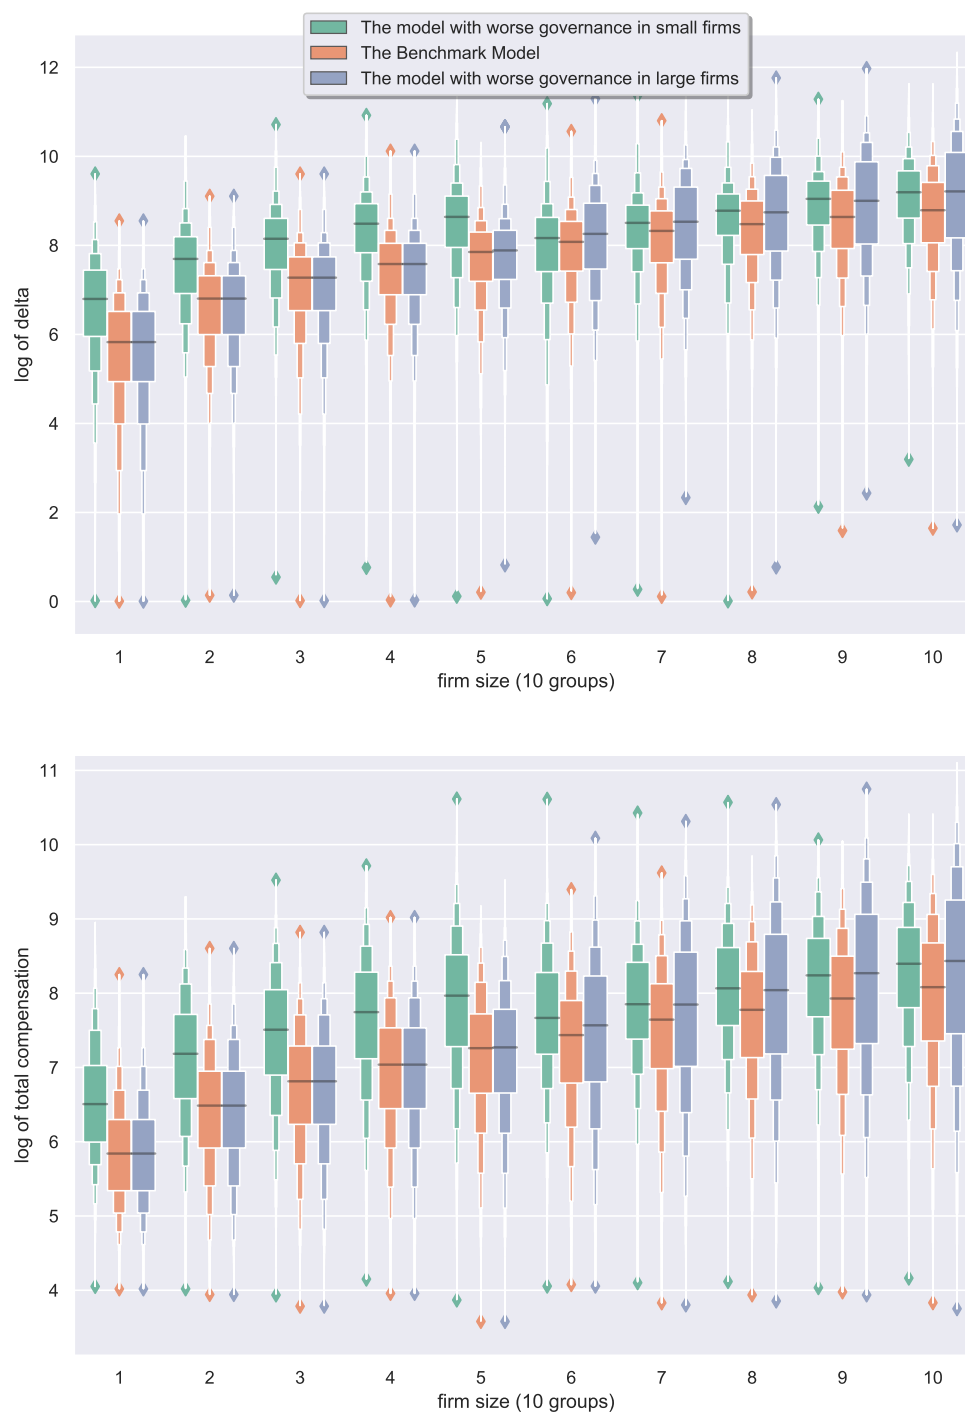 The model with worse governance in small firms
The Benchmark Model
The model with worse governance in large firms
12
10
8
6
4
2
0
log of delta
1 2 3 4 5 6 7 8 9 10
firm size (10 groups)
11
10
9
8
7
6
5
4
log of total compensation
1 2 3 4 5 6 7 8 9 10
firm size (10 groups)